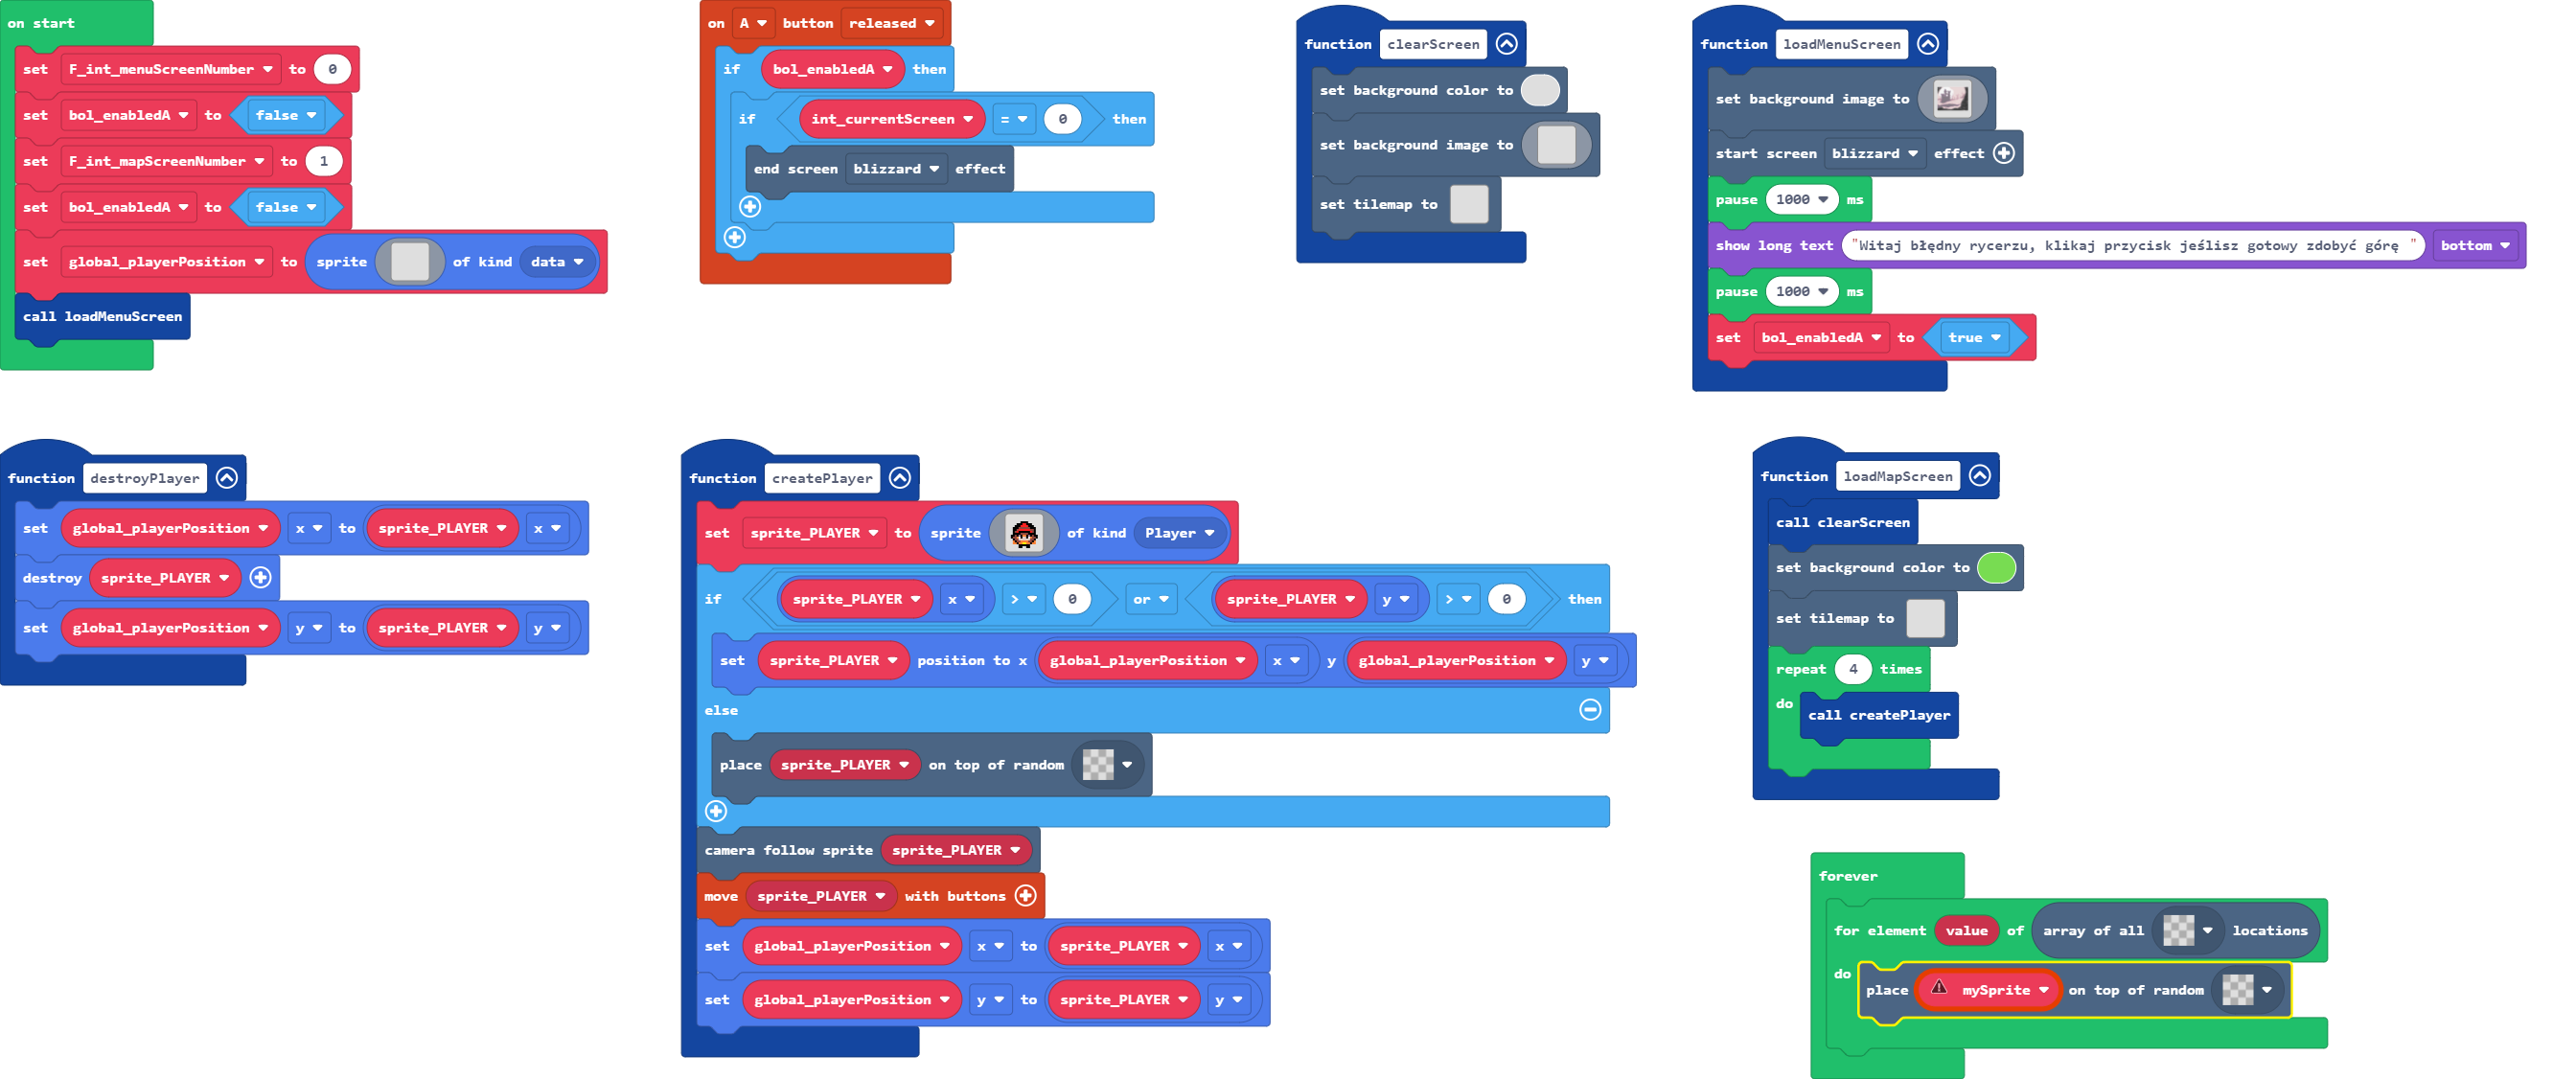 on start
set F_int_menuScreenNumber to 0
set bol_enabledA to false
set F_int_mapScreenNumber to 1
set bol_enabledA to false
set global_playerPosition to sprite of kind data
call loadMenuScreen
on A button released
if bol_enabledA then
if int_currentScreen = 0 then
end screen blizzard effect
function clearScreen
set background color to
set background image to
set tilemap to
function loadMenuScreen
set background image to
start screen blizzard effect
pause 1000 ms
show long text "Witaj błędny rycerzu, klikaj przycisk jeślisz gotowy zdobyć górę " bottom
pause 1000 ms
set bol_enabledA to true
function destroyPlayer
set global_playerPosition x to sprite_PLAYER x
destroy sprite_PLAYER
set global_playerPosition y to sprite_PLAYER y
function createPlayer
set sprite_PLAYER to sprite of kind Player
if sprite_PLAYER x > 0 or sprite_PLAYER y > 0 then
set sprite_PLAYER position to x global_playerPosition x y global_playerPosition y
else
place sprite_PLAYER on top of random
camera follow sprite sprite_PLAYER
move sprite_PLAYER with buttons
set global_playerPosition x to sprite_PLAYER x
set global_playerPosition y to sprite_PLAYER y
function loadMapScreen
call clearScreen
set background color to
set tilemap to
repeat 4 times
do call createPlayer
forever
for element value of array of all locations
do place mySprite on top of random